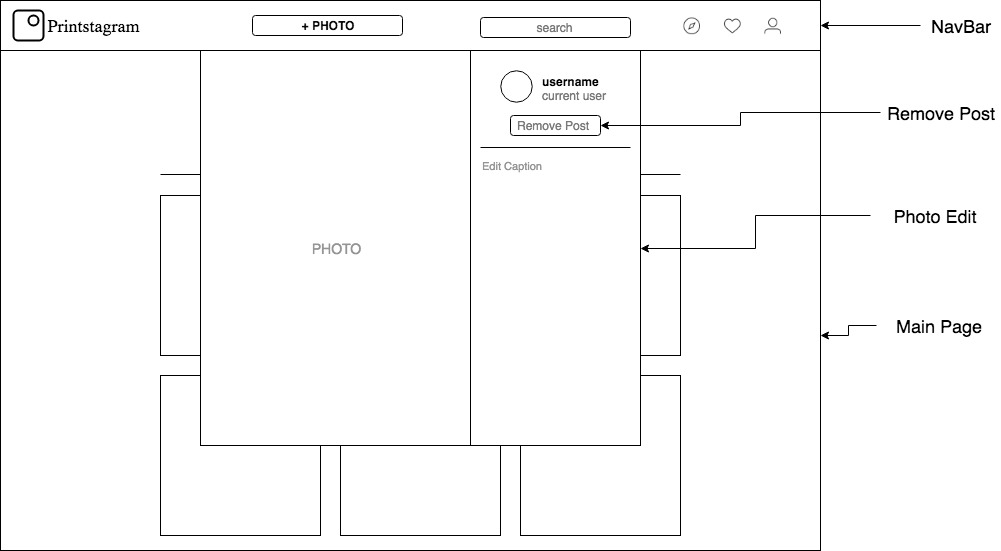 Printstagram
+ PHOTO
search
NavBar
username
current user
Remove Post
Remove Post
Edit Caption
Photo Edit
PHOTO
Main Page